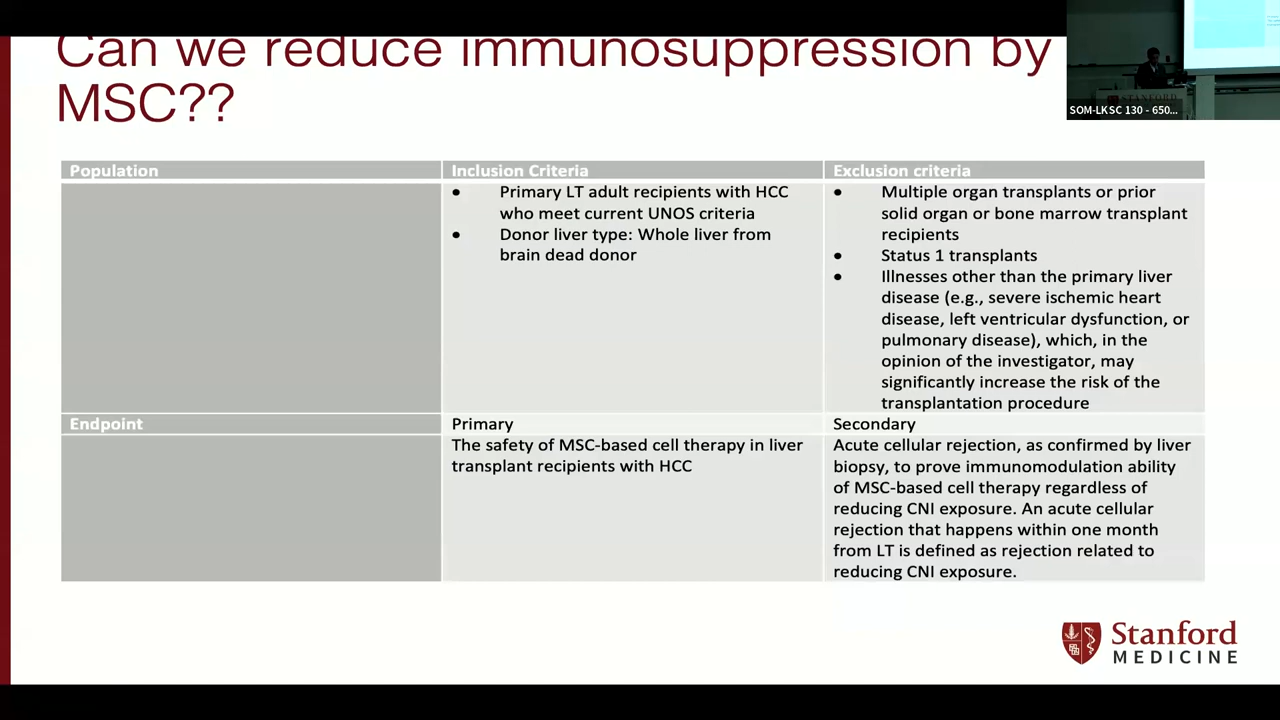 Can we reduce immunosuppression by
MSC??
SOM-LKSC 130 - 650...
STANFORD
Population
Inclusion Criteria
Exclusion criteria
• Primary LT adult recipients with HCC
who meet current UNOS criteria
• Donor liver type: Whole liver from
brain dead donor
• Multiple organ transplants or prior
solid organ or bone marrow transplant
recipients
• Status 1 transplants
• Illnesses other than the primary liver
disease (e.g., severe ischemic heart
disease, left ventricular dysfunction, or
pulmonary disease), which, in the
opinion of the investigator, may
significantly increase the risk of the
transplantation procedure
Endpoint
Primary
Secondary
The safety of MSC-based cell therapy in liver
transplant recipients with HCC
Acute cellular rejection, as confirmed by liver
biopsy, to prove immunomodulation ability
of MSC-based cell therapy regardless of
reducing CNI exposure. An acute cellular
rejection that happens within one month
from LT is defined as rejection related to
reducing CNI exposure.
Stanford
MEDICINE